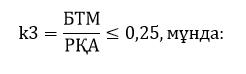 k3 = БТМ / РҚА ≤ 0,25, мұнда: